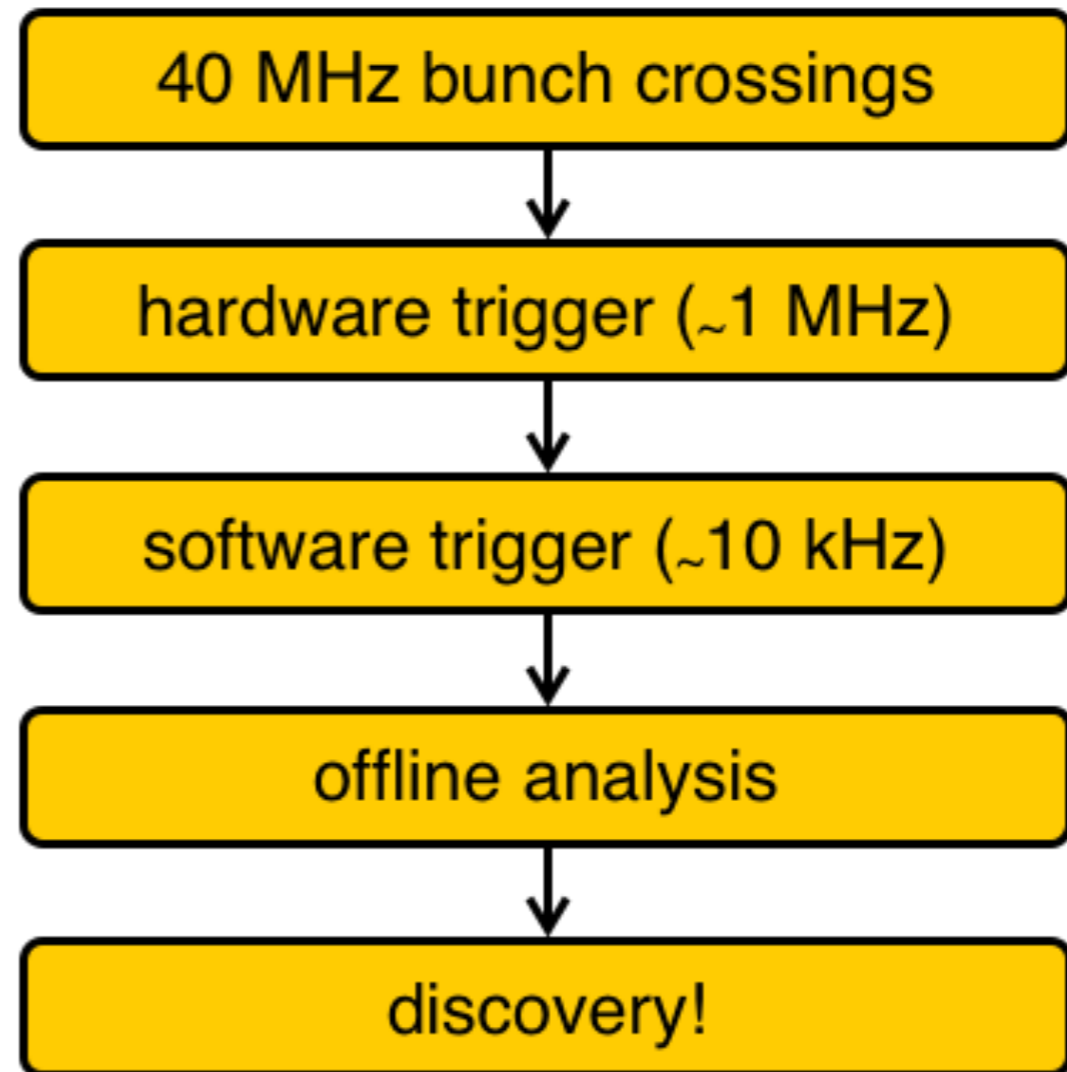 40 MHz bunch crossings
hardware trigger (~1 MHz)
software trigger (~10 kHz)
offline analysis
discovery!